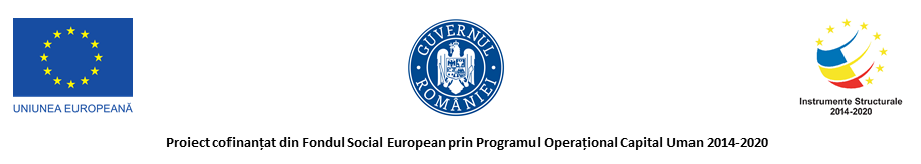 UNIUNEA EUROPEANĂ
GUVERNUL ROMÂNIEI
Instrumente Structurale
2014-2020
Proiect cofinanțat din Fondul Social European prin Programul Operațional Capital Uman 2014-2020